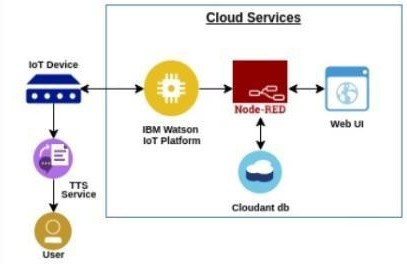 Cloud Services
IoT Device
IBM Watson
IoT Platform
Node-RED
Web UI
TTS
Service
Cloudant db
User